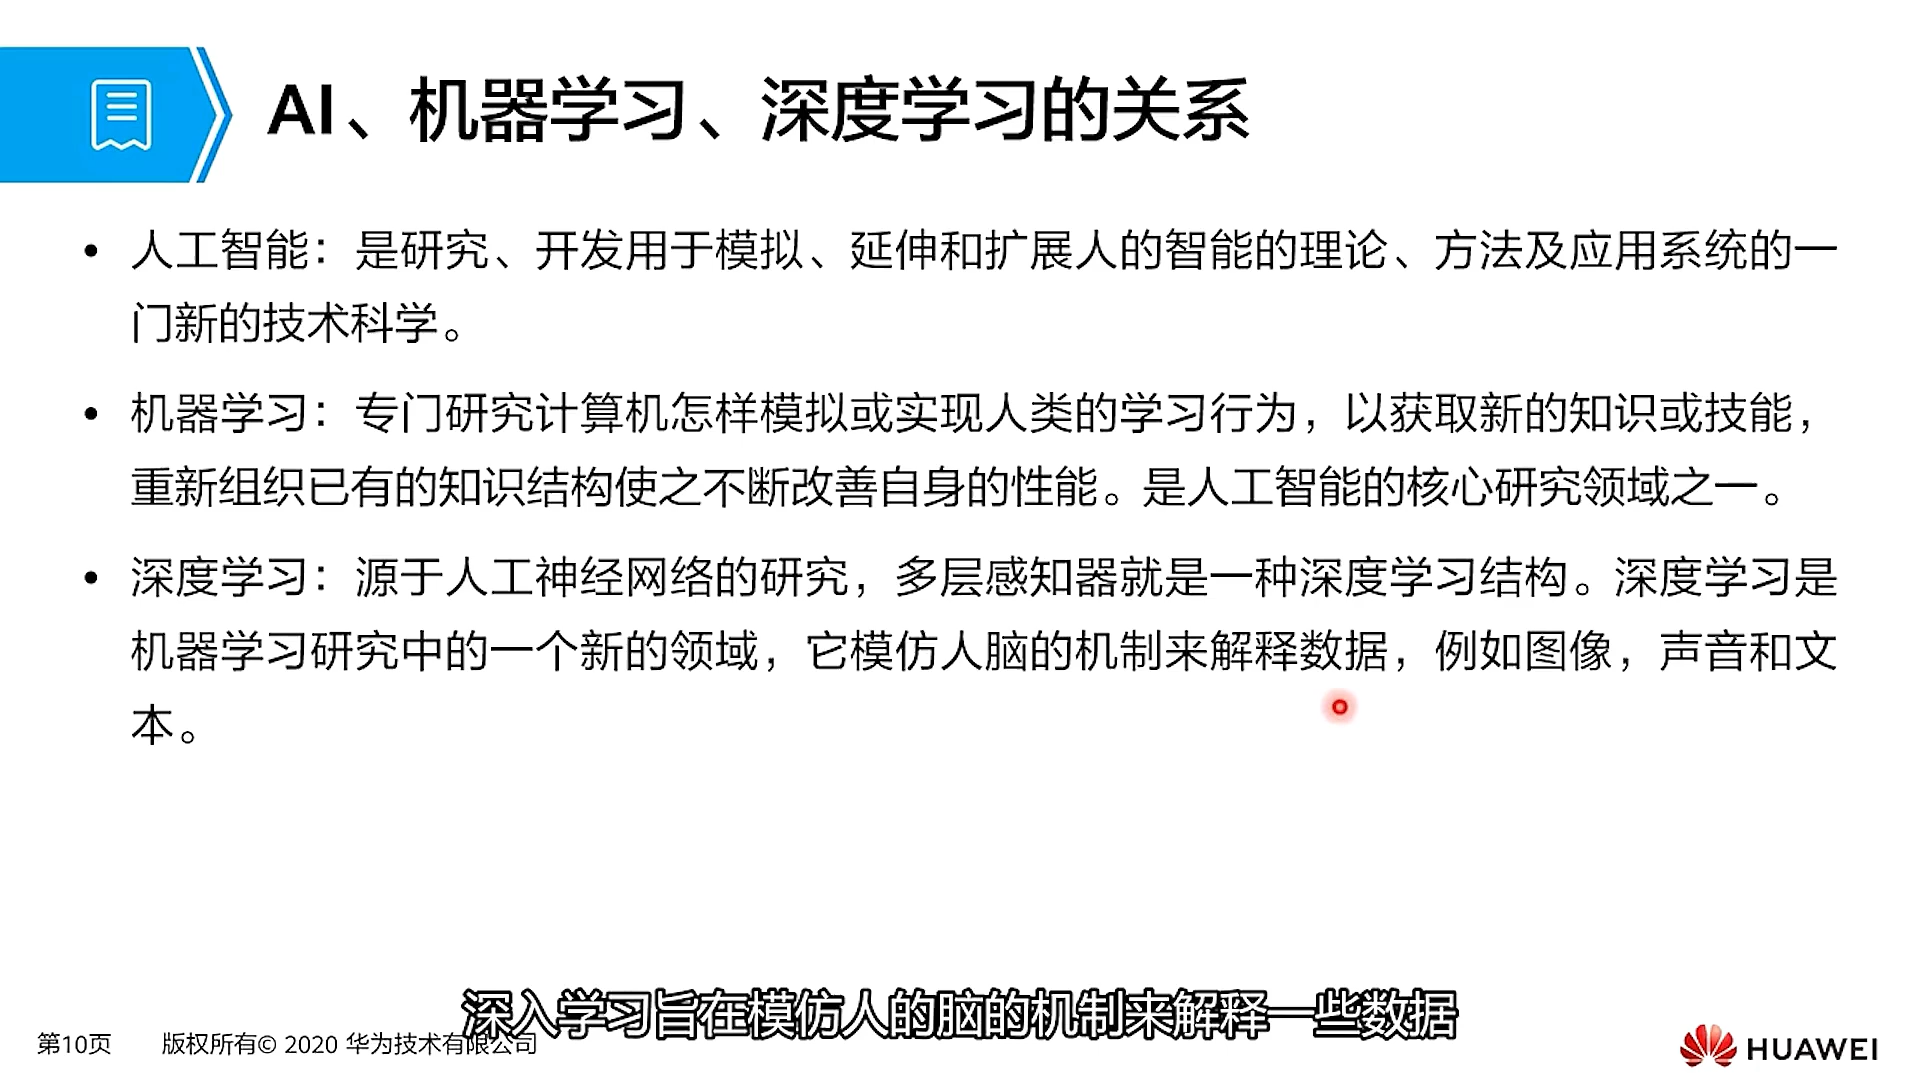 AI、机器学习、深度学习的关系
• 人工智能：是研究、开发用于模拟、延伸和扩展人的智能的理论、方法及应用系统的一
门新的技术科学。
• 机器学习：专门研究计算机怎样模拟或实现人类的学习行为，以获取新的知识或技能，
重新组织已有的知识结构使之不断改善自身的性能。是人工智能的核心研究领域之一。
• 深度学习：源于人工神经网络的研究，多层感知器就是一种深度学习结构。深度学习是
机器学习研究中的一个新的领域，它模仿人脑的机制来解释数据，例如图像，声音和文
本。
深入学习旨在模仿人的脑的机制来解释一些数据
第10页 版权所有© 2020 华为技术有限公司
HUAWEI